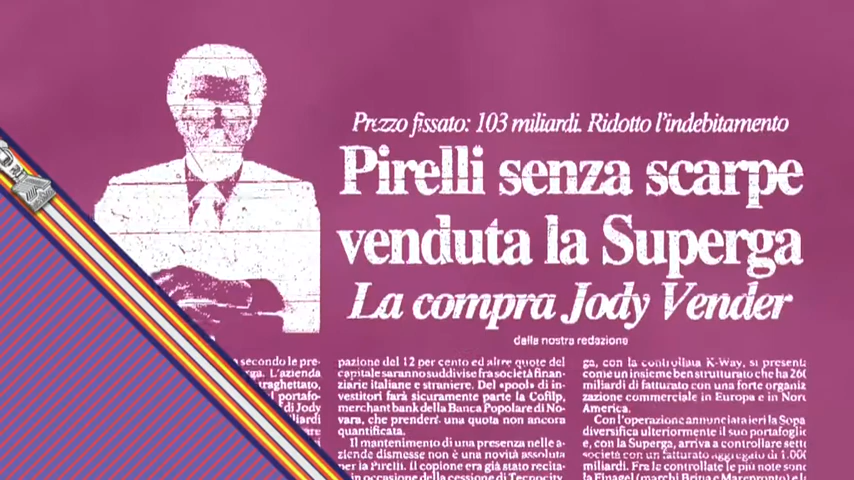 Prezzo fissato: 103 miliardi. Ridotto l'indebitamento
Pirelli senza scarpe
venduta la Superga
La compra Jody Vender
dalla nostra redazione
secondo le pre-
rga. L'azienda
traghettato,
l portafo-
di Jody
iliardi
pazione del 12 per cento ed altre quote del
capitale saranno suddivise fra società finan-
ziarie italiane e straniere. Del «pool» di in-
vestitori farà sicuramente parte la Cofilp,
merchant bank della Banca Popolare di No-
vara, che prenderà una quota non ancora
quantificata.
Il mantenimento di una presenza nelle a-
ziende dismesse non è una novità assoluta
per la Pirelli. Il copione era già stato recita-
in occasione della cessione di Tecnocity
ga, con la controllata K-Way, si presenta
come un insieme ben strutturato che ha 260
miliardi di fatturato con una forte organiz
zazione commerciale in Europa e in Nord
America.
Con l'operazione annunciata ieri la Sopa
diversifica ulteriormente il suo portafoglio
e, con la Superga, arriva a controllare sette
società con un fatturato aggregato di 1.000
miliardi. Fra le controllate le più note sono